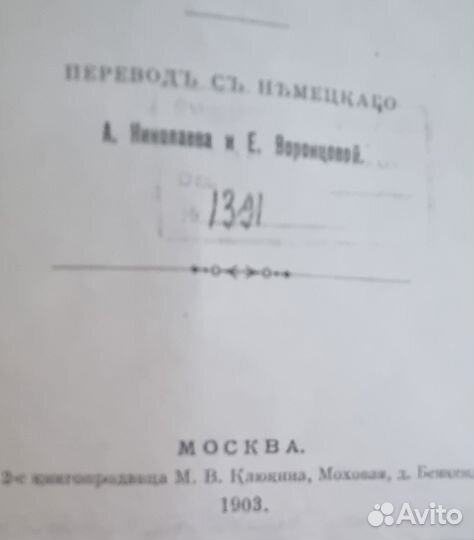 ПЕРЕВОДЪ СЪ НѢМЕЦКАГО
А. Николаева и Е. Воронцовой.
1391
МОСКВА.
книгопродавца М. В. Клюкина, Моховая, д.
1903.
Avito